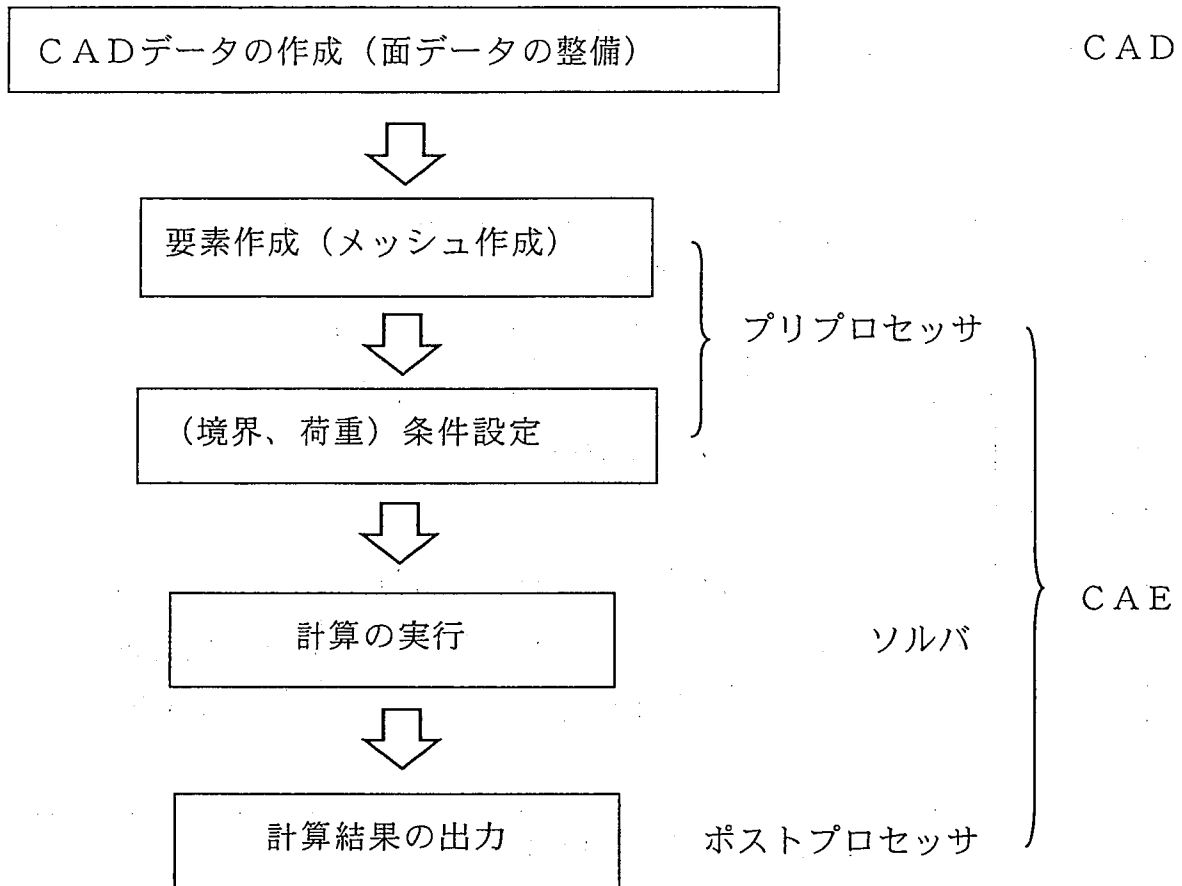 CADデータの作成（面データの整備）
CAD
要素作成（メッシュ作成）
プリプロセッサ
（境界、荷重）条件設定
計算の実行
ソルバ
CAE
計算結果の出力
ポストプロセッサ